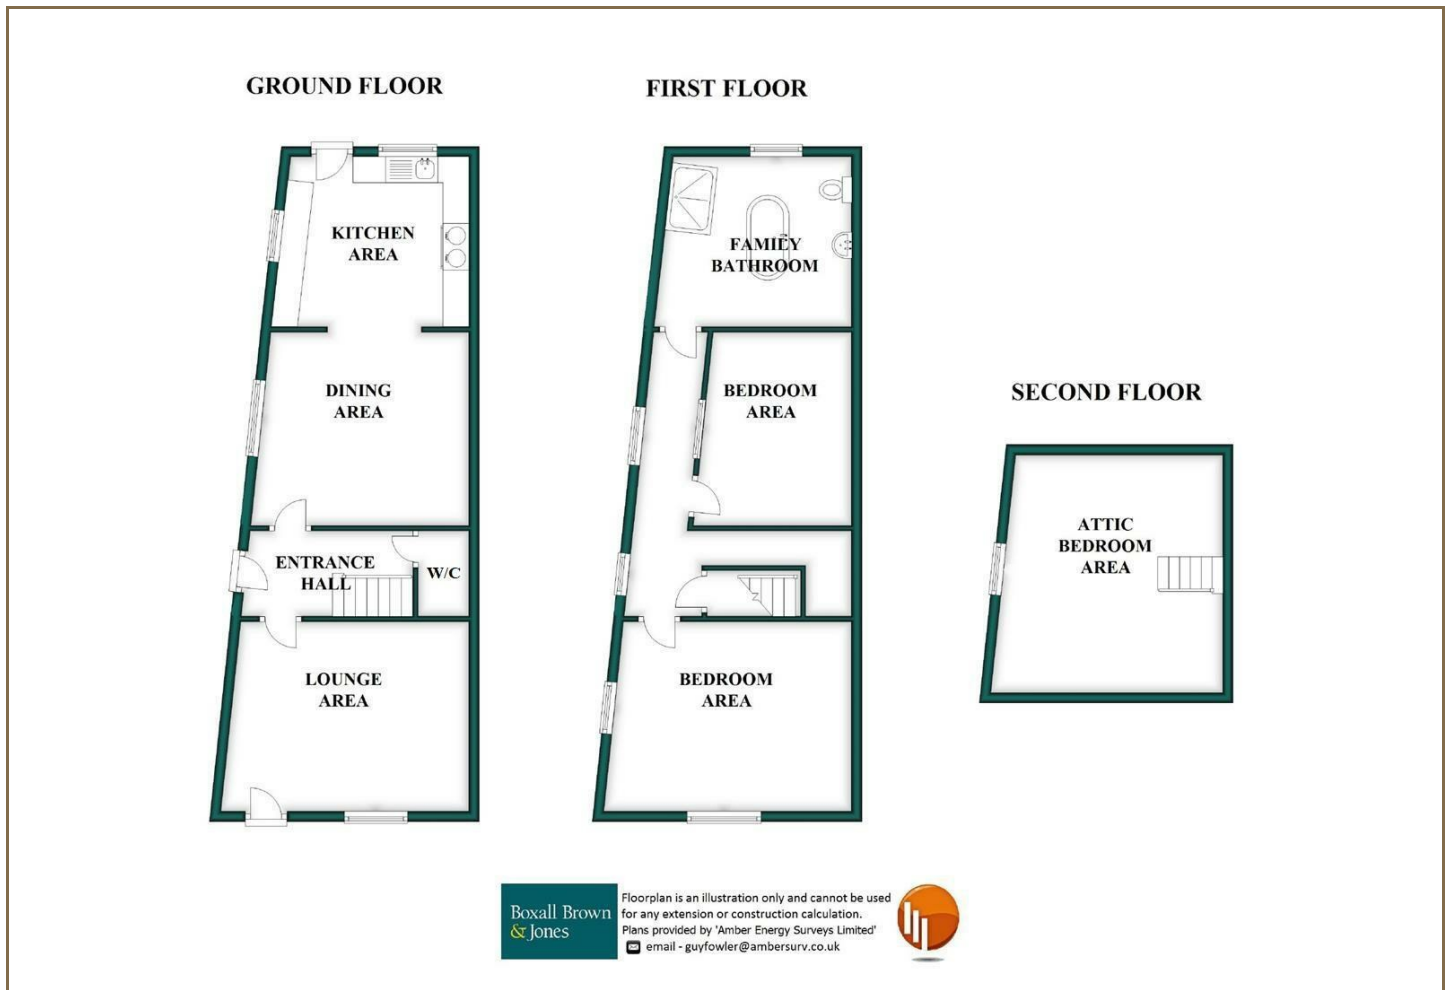 GROUND FLOOR
KITCHEN
AREA
DINING
AREA
ENTRANCE
HALL
W/C
LOUNGE
AREA
FIRST FLOOR
FAMILY
BATHROOM
BEDROOM
AREA
BEDROOM
AREA
SECOND FLOOR
ATTIC
BEDROOM
AREA
Boxall Brown
& Jones
Floorplan is an illustration only and cannot be used
for any extension or construction calculation.
Plans provided by 'Amber Energy Surveys Limited'
email - guyfowler@ambersurv.co.uk